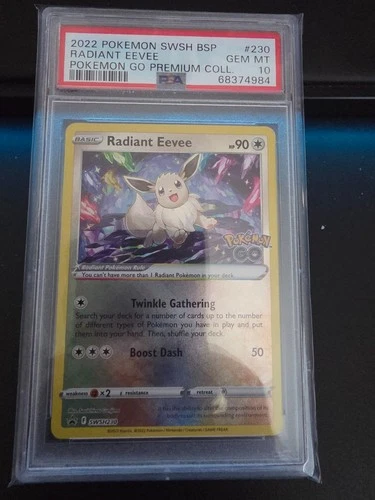 2022 POKEMON SWSH BSP #230
RADIANT EEVEE GEM MT
POKEMON GO PREMIUM COLL. 10
PSA 68374984
BASIC Radiant Eevee HP90
POKÉMON
GO
Radiant Pokémon Rule
You can't have more than 1 Radiant Pokémon in your deck.
Twinkle Gathering
Search your deck for a number of cards up to the number
of different types of Pokémon you have in play and put
them into your hand. Then, shuffle your deck.
Boost Dash 50
weakness ×2 resistance retreat
SWSH230